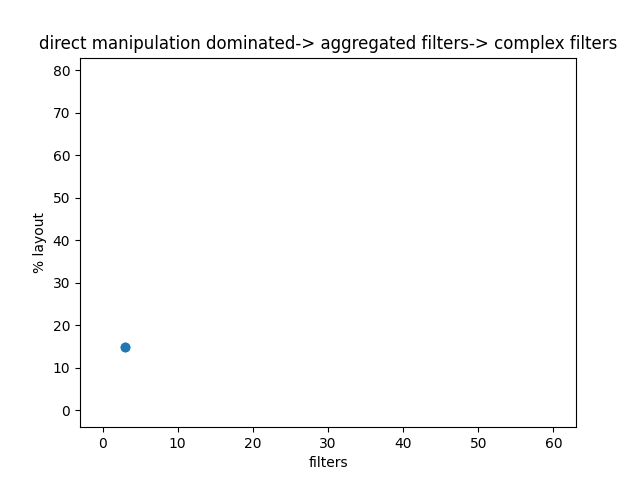 direct manipulation dominated-> aggregated filters-> complex filters
80
70
60
50
40
30
20
10
0
% layout
0 10 20 30 40 50 60
filters